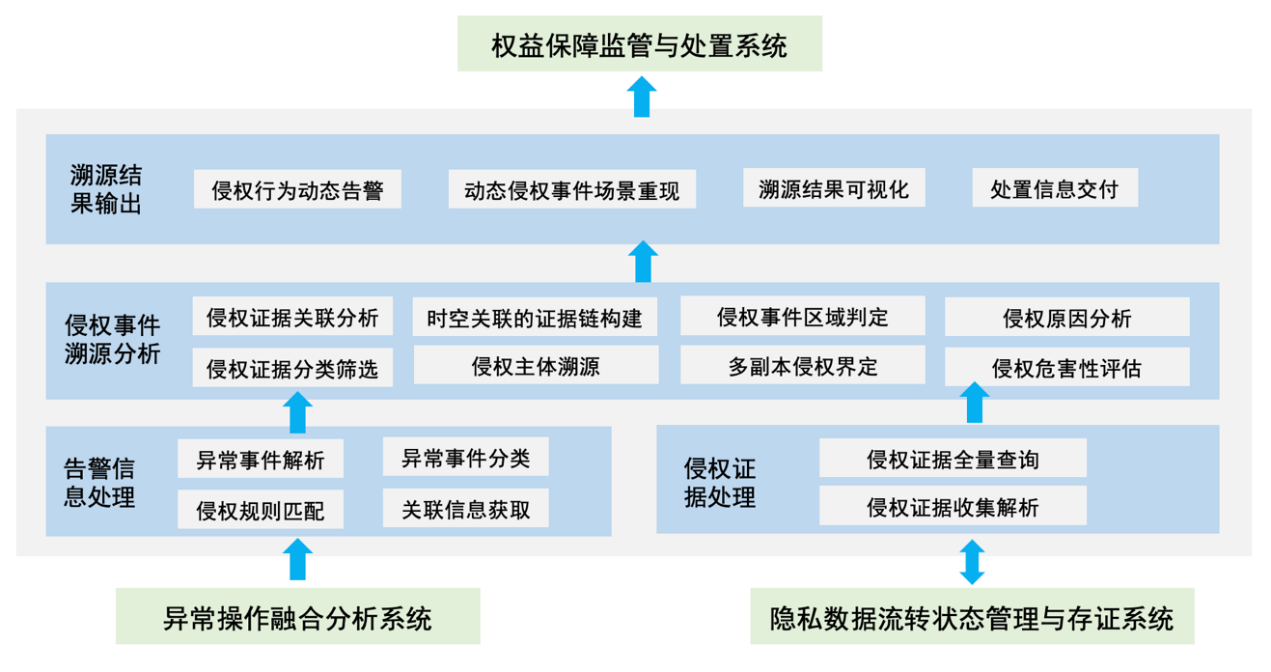 权益保障监管与处置系统
溯源结
果输出
侵权行为动态告警
动态侵权事件场景重现
溯源结果可视化
处置信息交付
侵权事件
溯源分析
侵权证据关联分析
时空关联的证据链构建
侵权事件区域判定
侵权原因分析
侵权证据分类筛选
侵权主体溯源
多副本侵权界定
侵权危害性评估
告警信
息处理
异常事件解析
异常事件分类
侵权规则匹配
关联信息获取
侵权证
据处理
侵权证据全量查询
侵权证据收集解析
异常操作融合分析系统
隐私数据流转状态管理与存证系统